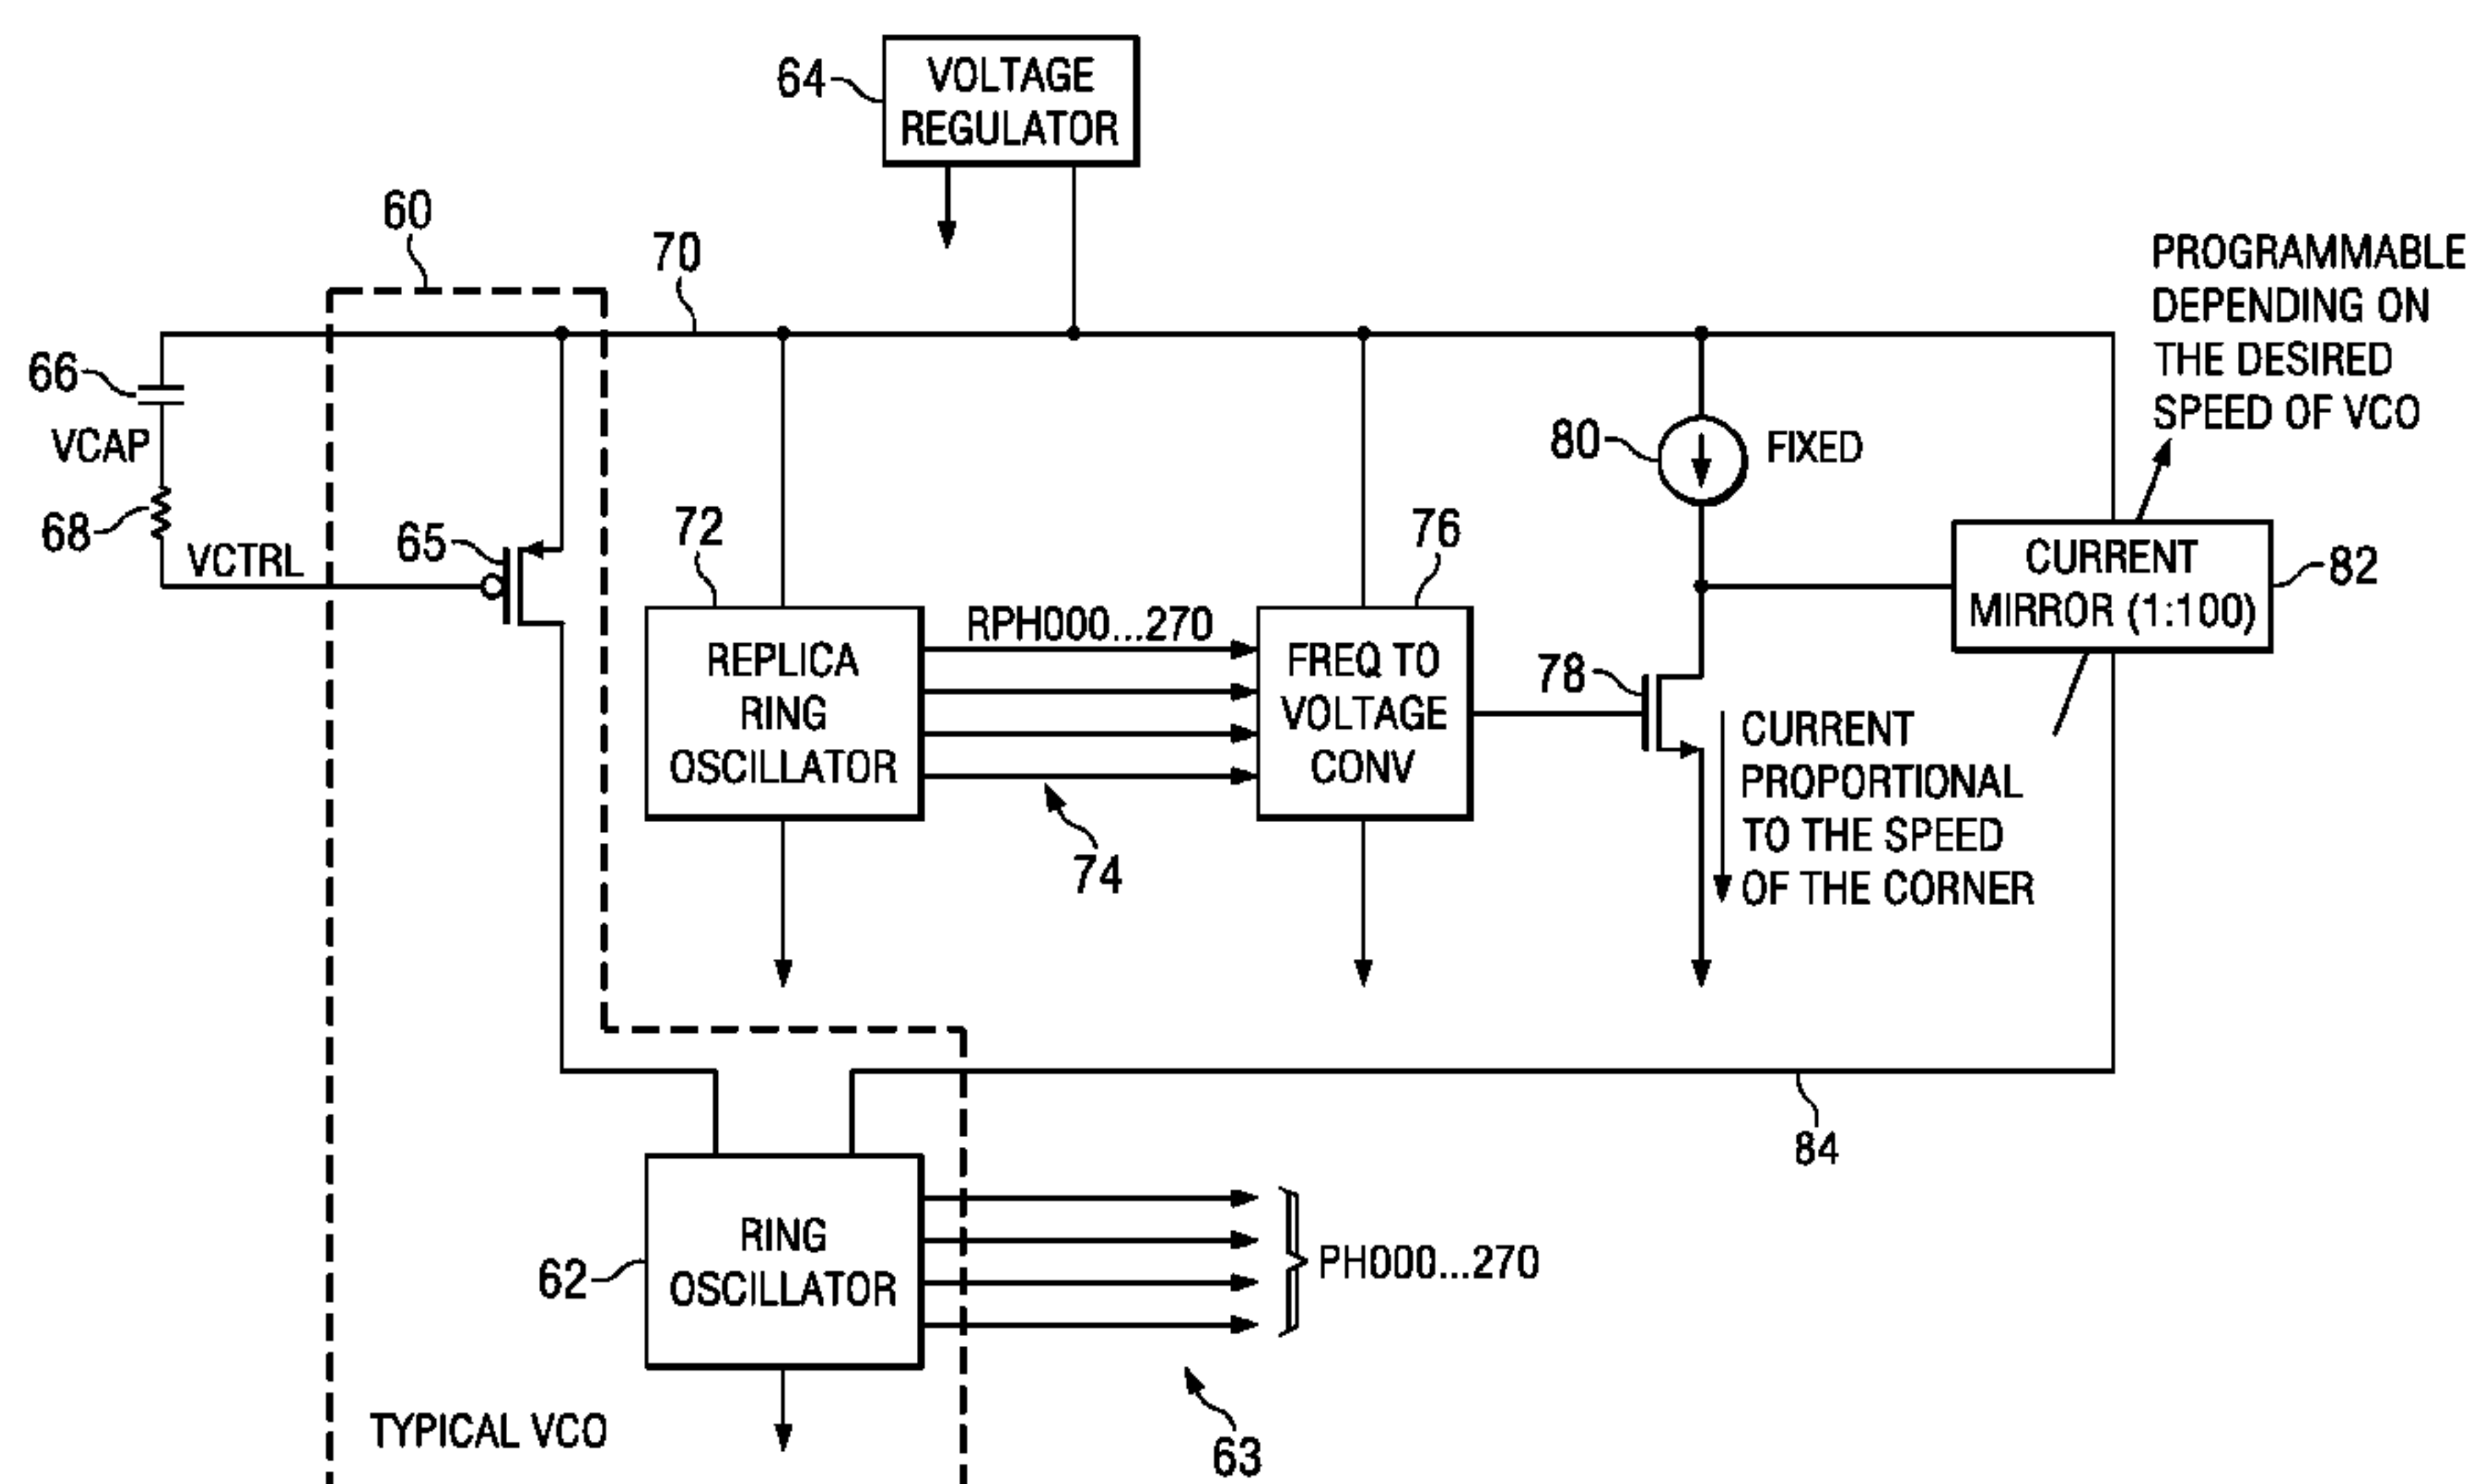 64
VOLTAGE
REGULATOR
60
70
PROGRAMMABLE
DEPENDING ON
THE DESIRED
SPEED OF VCO
66
VCAP
68
VCTRL
65
72
REPLICA
RING
OSCILLATOR
RPH000...270
74
76
FREQ TO
VOLTAGE
CONV
80
FIXED
78
CURRENT
PROPORTIONAL
TO THE SPEED
OF THE CORNER
CURRENT
MIRROR (1:100)
82
84
62
RING
OSCILLATOR
PH000...270
63
TYPICAL VCO